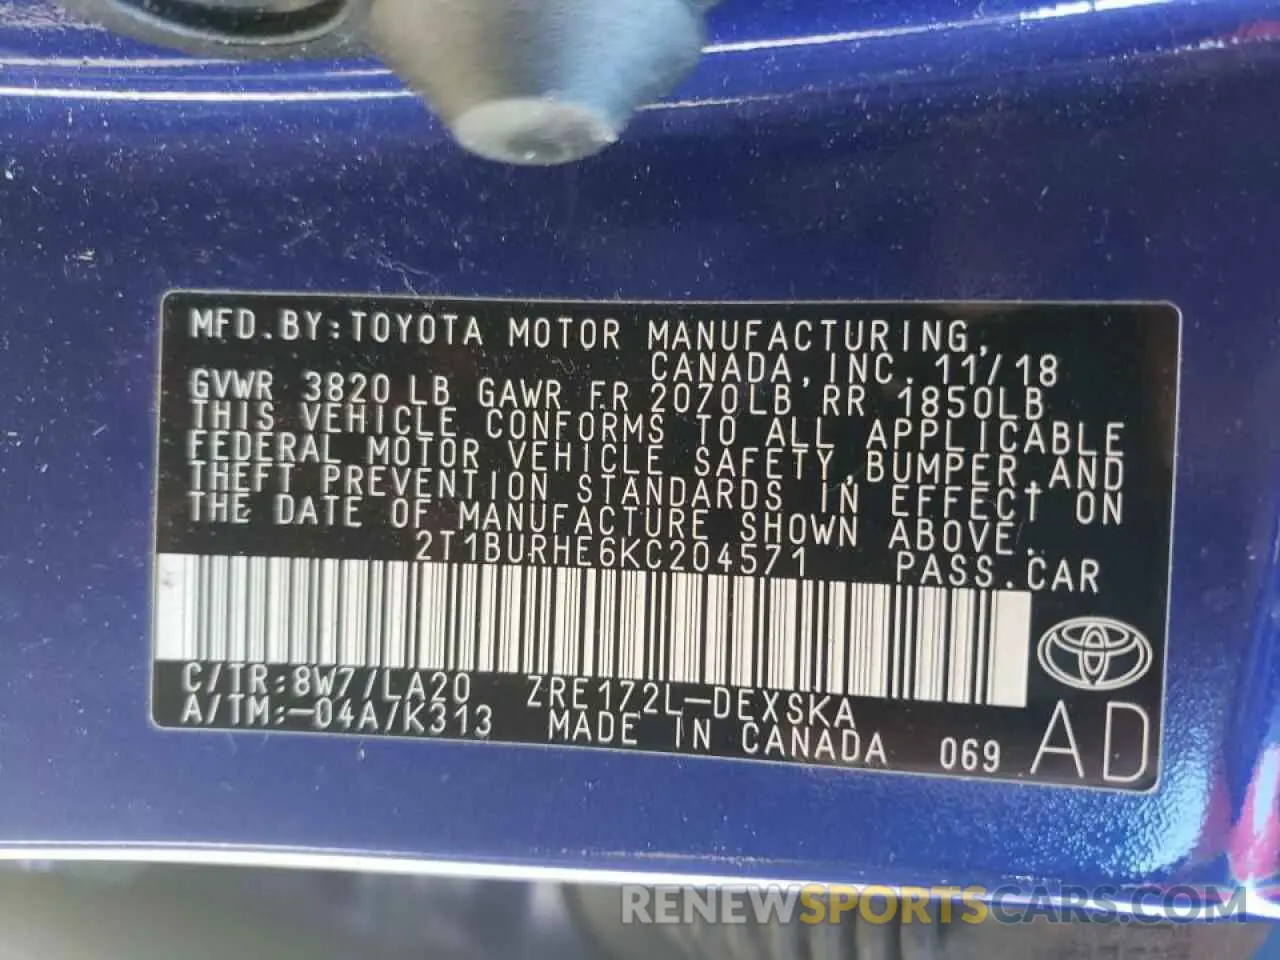 MFD.BY:TOYOTA MOTOR MANUFACTURING,
CANADA, INC. 11/18
GVWR 3820 LB GAWR FR 2070LB RR 1850LB
THIS VEHICLE CONFORMS TO ALL APPLICABLE
FEDERAL MOTOR VEHICLE SAFETY,BUMPER,AND
THEFT PREVENTION STANDARDS IN EFFECT ON
THE DATE OF MANUFACTURE SHOWN ABOVE.
2T1BURHE6KC204571 PASS.CAR
C/TR:8W7/LA20 ZRE172L-DEXSKA
A/TM:-04A/K313 MADE IN CANADA 069 AD
RENEWSPORTSCARS.COM